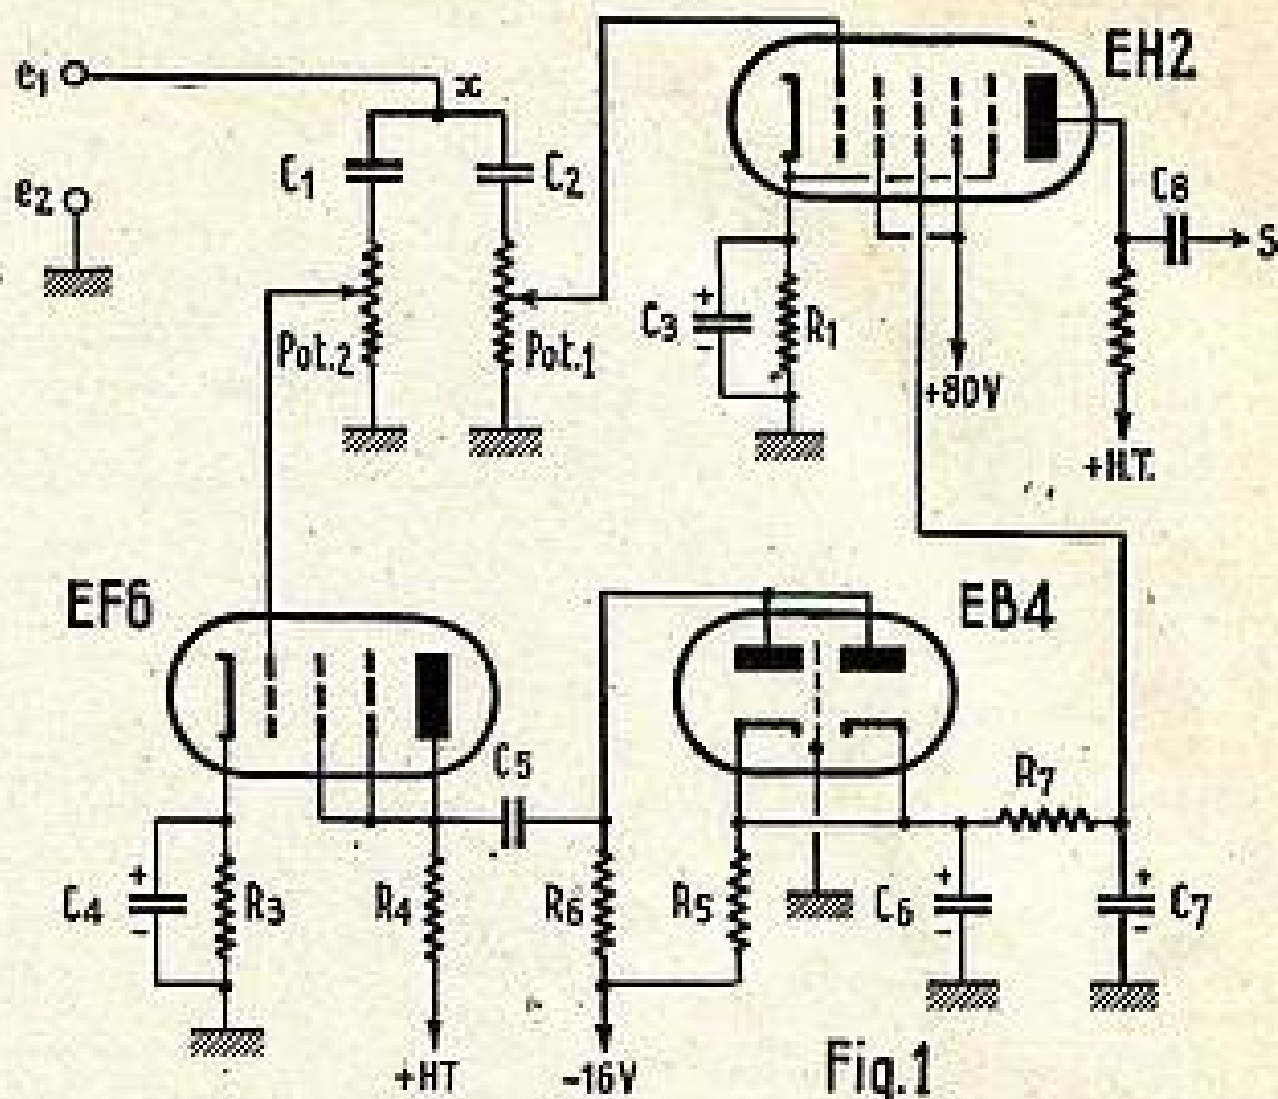 e1
x
EH2
e2
C1
C2
C8
S
Pot.2
Pot.1
C3
+
-
R1
+80V
+H.T.
EF6
EB4
C5
R7
C4
+
-
R3
R4
R6
R5
C6
+
-
+
-
C7
+HT
-16V
Fig.1